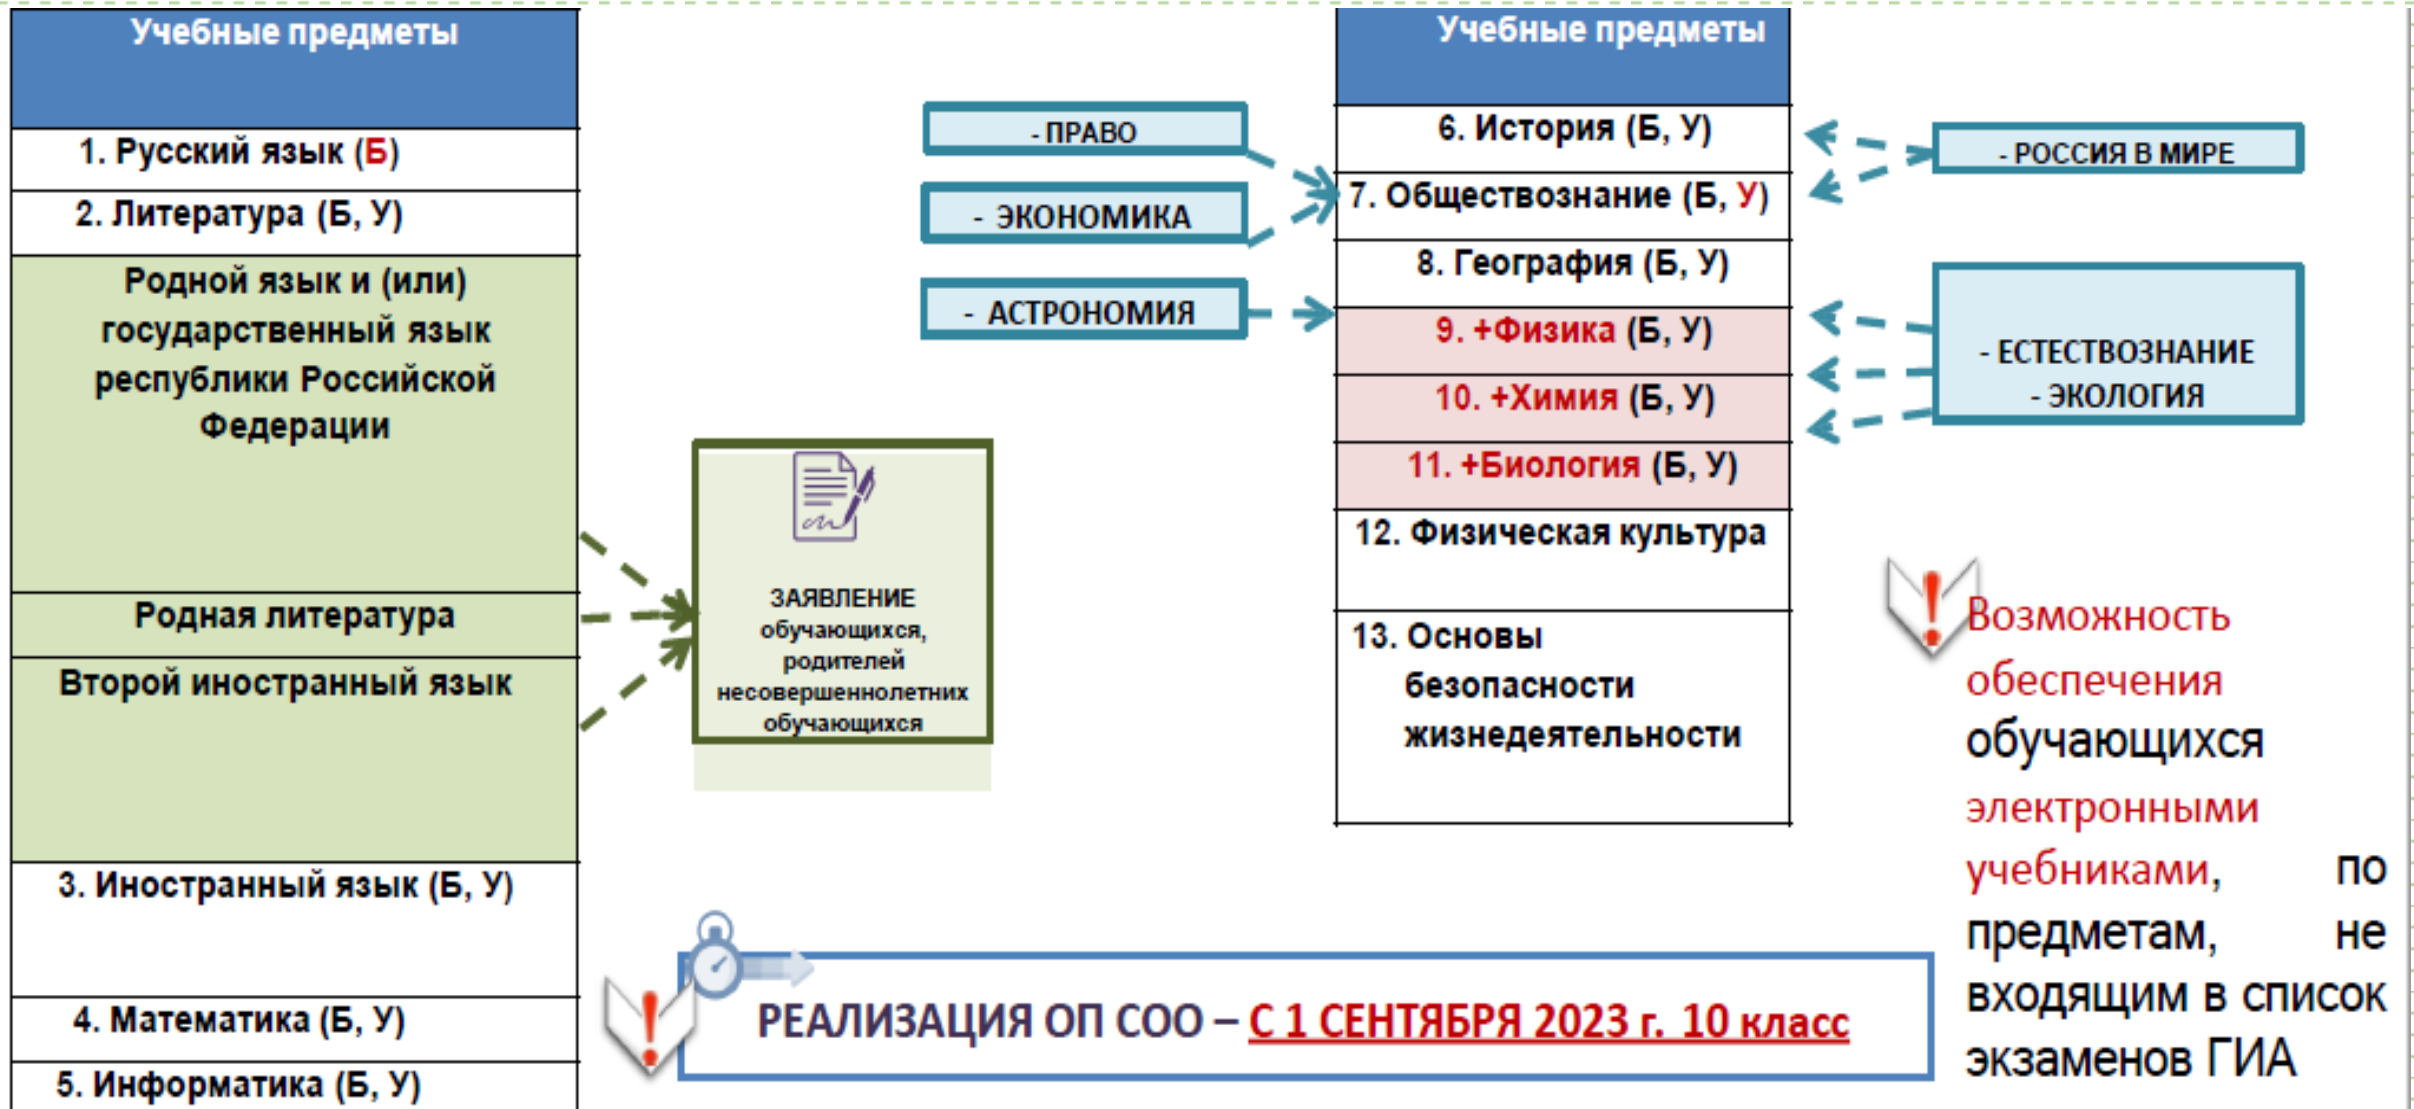 Учебные предметы
1. Русский язык (Б)
2. Литература (Б, У)
Родной язык и (или)
государственный язык
республики Российской
Федерации
Родная литература
Второй иностранный язык
3. Иностранный язык (Б, У)
4. Математика (Б, У)
5. Информатика (Б, У)
ЗАЯВЛЕНИЕ
обучающихся,
родителей
несовершеннолетних
обучающихся
- ПРАВО
- ЭКОНОМИКА
- АСТРОНОМИЯ
Учебные предметы
6. История (Б, У)
7. Обществознание (Б, У)
8. География (Б, У)
9. +Физика (Б, У)
10. +Химия (Б, У)
11. +Биология (Б, У)
12. Физическая культура
13. Основы
безопасности
жизнедеятельности
- РОССИЯ В МИРЕ
- ЕСТЕСТВОЗНАНИЕ
- ЭКОЛОГИЯ
Возможность
обеспечения
обучающихся
электронными
учебниками, по
предметам, не
входящим в список
экзаменов ГИА
РЕАЛИЗАЦИЯ ОП СОО – С 1 СЕНТЯБРЯ 2023 г. 10 класс